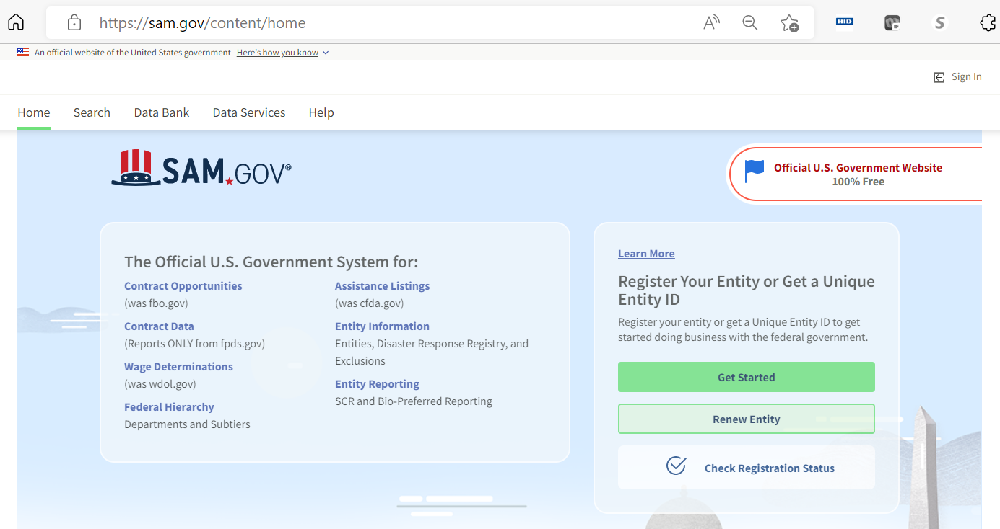 https://sam.gov/content/home
HID
S
An official website of the United States government Here's how you know
Sign In
Home Search Data Bank Data Services Help
SAM.GOV®
Official U.S. Government Website
100% Free
The Official U.S. Government System for:
Contract Opportunities
(was fbo.gov)
Contract Data
(Reports ONLY from fpds.gov)
Wage Determinations
(was wdol.gov)
Federal Hierarchy
Departments and Subtiers
Assistance Listings
(was cfda.gov)
Entity Information
Entities, Disaster Response Registry, and
Exclusions
Entity Reporting
SCR and Bio-Preferred Reporting
Learn More
Register Your Entity or Get a Unique
Entity ID
Register your entity or get a Unique Entity ID to get
started doing business with the federal government.
Get Started
Renew Entity
Check Registration Status